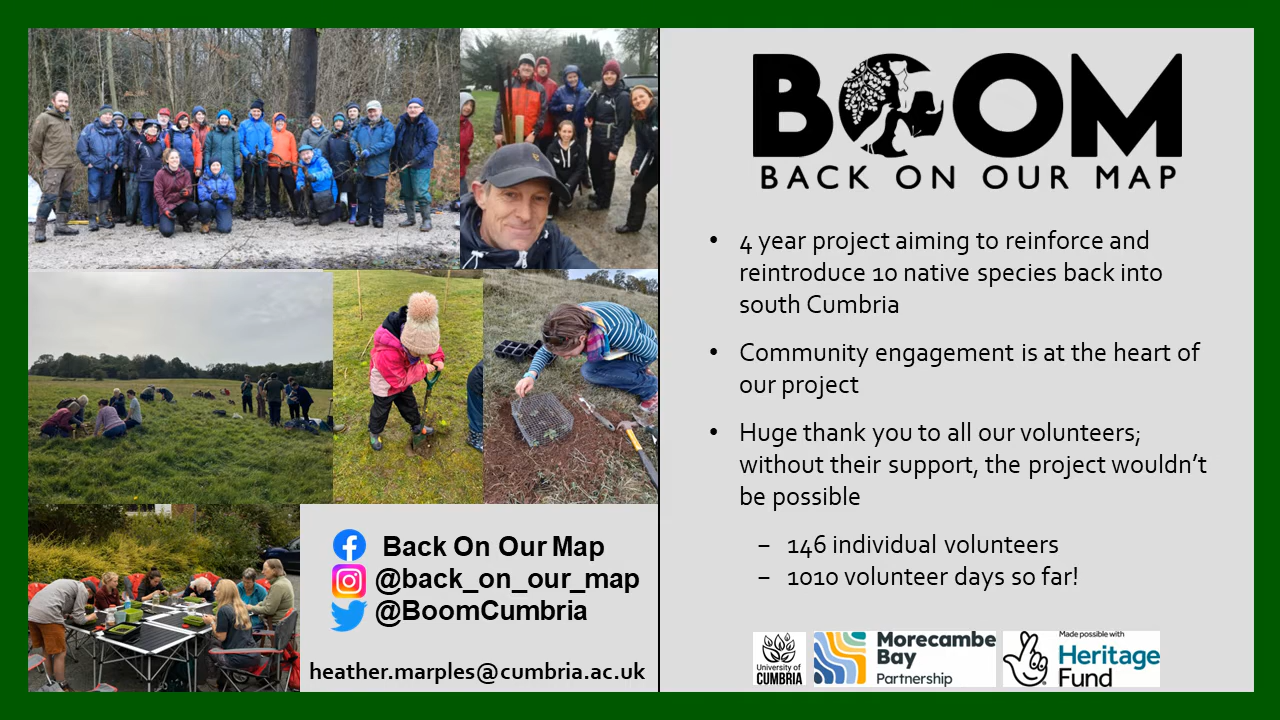 BOOM
BACK ON OUR MAP
• 4 year project aiming to reinforce and
reintroduce 10 native species back into
south Cumbria
• Community engagement is at the heart of
our project
• Huge thank you to all our volunteers;
without their support, the project wouldn’t
be possible
– 146 individual volunteers
– 1010 volunteer days so far!
Back On Our Map
@back_on_our_map
@BoomCumbria
heather.marples@cumbria.ac.uk
University of
CUMBRIA
Morecambe
Bay
Partnership
Made possible with
Heritage
Fund